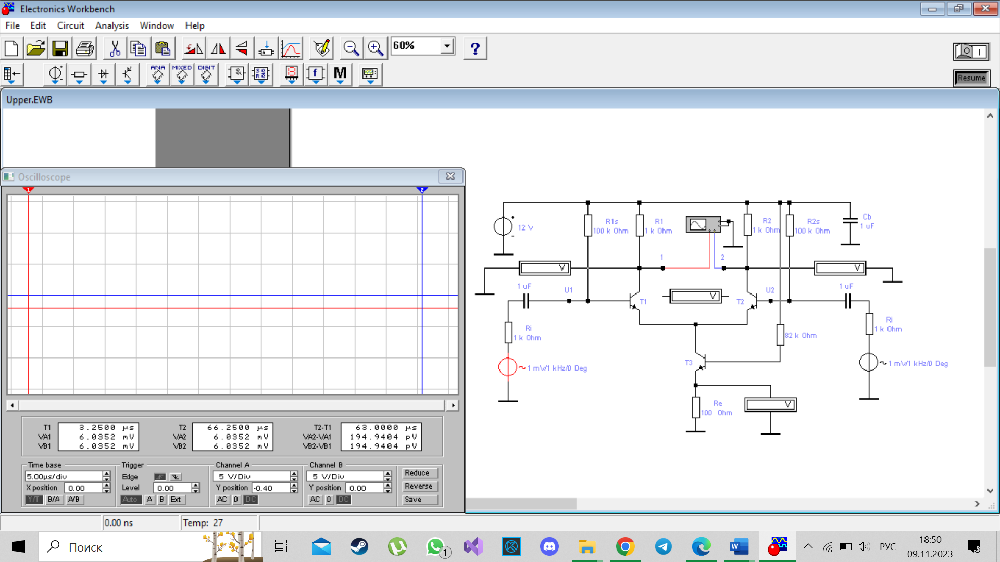 Electronics Workbench
File Edit Circuit Analysis Window Help
60%
?
ANA MIXED DIGIT
f M
Resume
Upper.EWB
Oscilloscope
1 2
T1 3.2500 µs
VA1 6.0352 mV
VB1 6.0352 mV
T2 66.2500 µs
VA2 6.0352 mV
VB2 6.0352 mV
T2-T1 63.0000 µs
VA2-VA1 194.9404 pV
VB2-VB1 194.9404 pV
Time base
5.00µs/div
X position 0.00
Y/T B/A A/B
Trigger
Edge
Level 0.00
Auto A B Ext
Channel A
5 V/Div
Y position -0.40
AC 0 DC
Channel B
5 V/Div
Y position 0.00
AC 0 DC
Reduce
Reverse
Save
12 V
R1s
100 k Ohm
R1
1 k Ohm
R2
1 k Ohm
R2s
100 k Ohm
Cb
1 uF
1 2
V V
1 uF
U1
T1
V
T2
U2
1 uF
Ri
1 k Ohm
1 mV/1 kHz/0 Deg
82 k Ohm
Ri
1 k Ohm
1 mV/1 kHz/0 Deg
T3
Re
100 Ohm
V
0.00 ns
Temp: 27
Поиск
1
W
РУС
18:50
09.11.2023